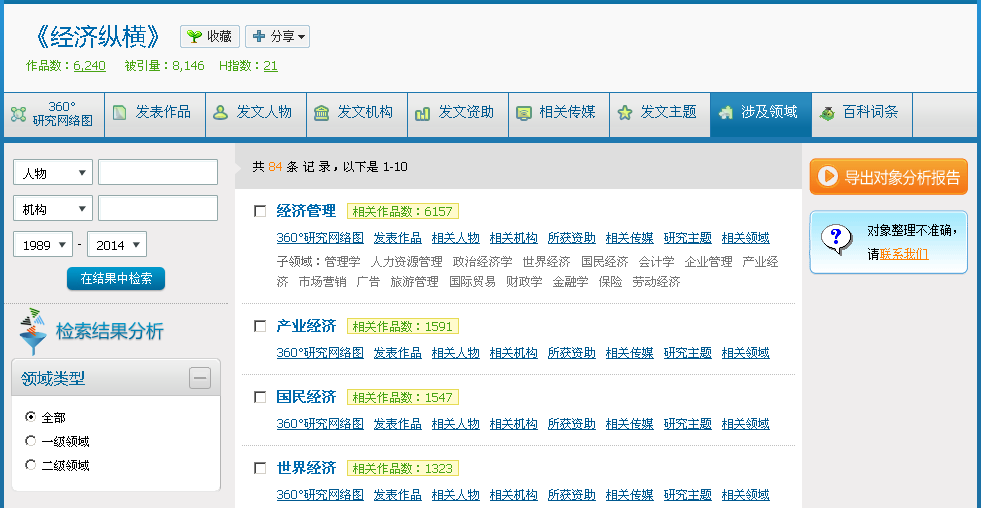 《经济纵横》 收藏 分享
作品数：6,240 被引量：8,146 H指数：21
360°
研究网络图 发表作品 发文人物 发文机构 发文资助 相关传媒 发文主题 涉及领域 百科词条
人物
机构
1989 - 2014
在结果中检索
检索结果分析
领域类型
全部
一级领域
二级领域
共 84 条 记 录，以下是 1-10
经济管理 相关作品数：6157
360°研究网络图 发表作品 相关人物 相关机构 所获资助 相关传媒 研究主题 相关领域
子领域：管理学 人力资源管理 政治经济学 世界经济 国民经济 会计学 企业管理 产业经
济 市场营销 广告 旅游管理 国际贸易 财政学 金融学 保险 劳动经济
产业经济 相关作品数：1591
360°研究网络图 发表作品 相关人物 相关机构 所获资助 相关传媒 研究主题 相关领域
国民经济 相关作品数：1547
360°研究网络图 发表作品 相关人物 相关机构 所获资助 相关传媒 研究主题 相关领域
世界经济 相关作品数：1323
360°研究网络图 发表作品 相关人物 相关机构 所获资助 相关传媒 研究主题 相关领域
导出对象分析报告
对象整理不准确，
请联系我们